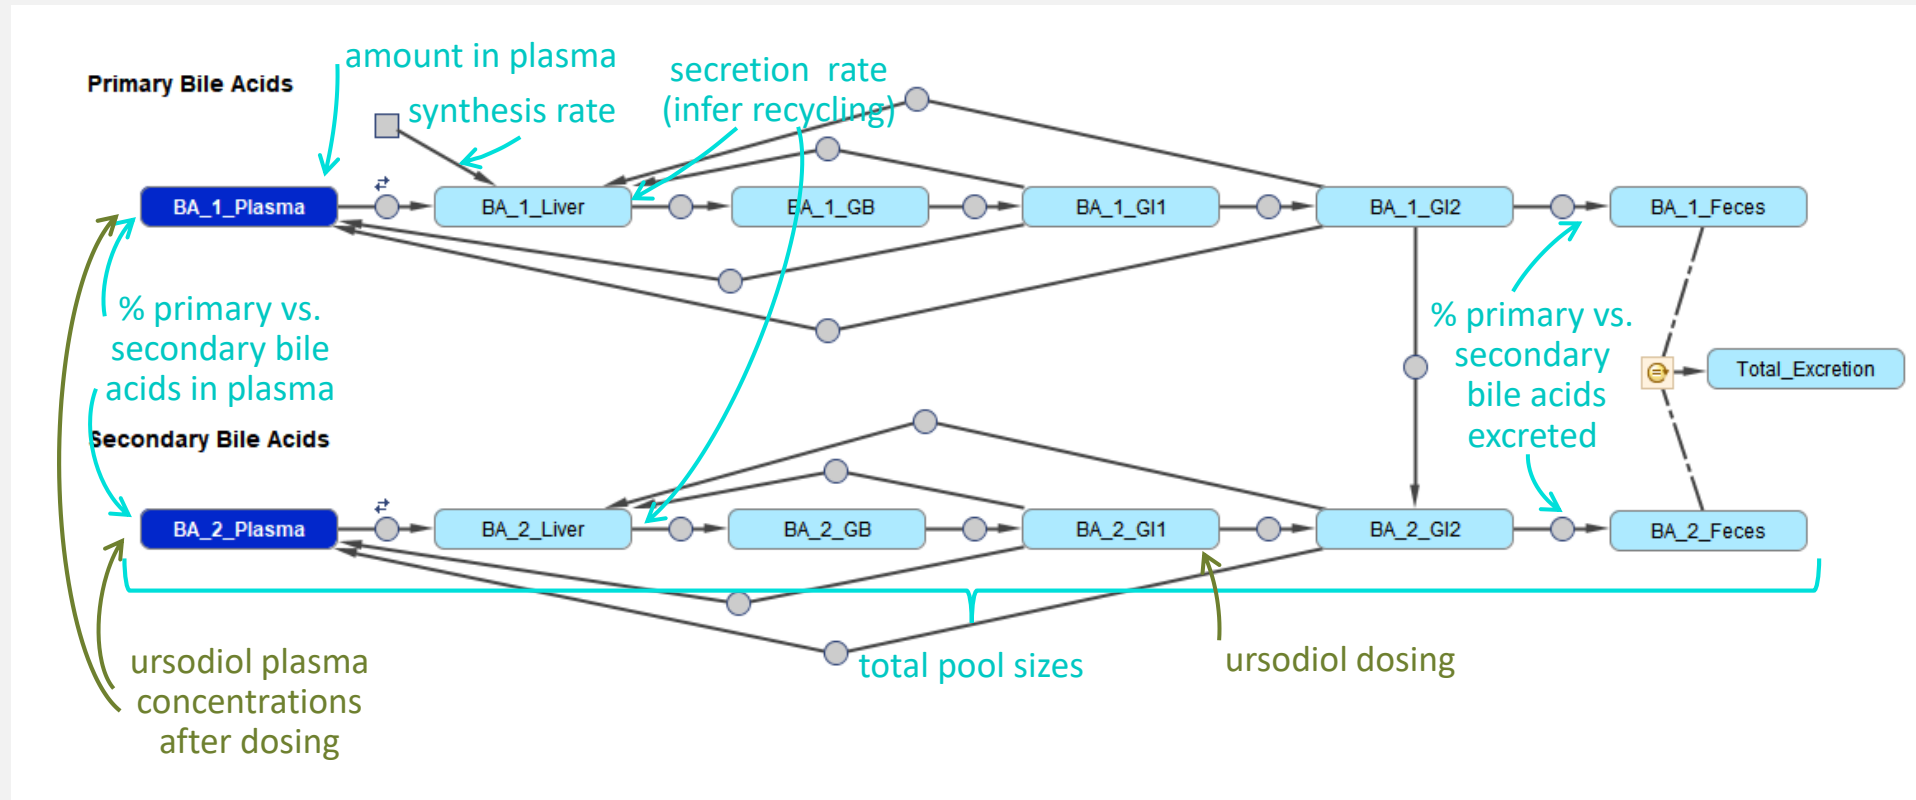 Primary Bile Acids
amount in plasma
synthesis rate
secretion rate
(infer recycling)
BA_1_Plasma
BA_1_Liver
BA_1_GB
BA_1_GI1
BA_1_GI2
BA_1_Feces
% primary vs.
secondary bile
acids in plasma
% primary vs.
secondary
bile acids
excreted
Total_Excretion
Secondary Bile Acids
BA_2_Plasma
BA_2_Liver
BA_2_GB
BA_2_GI1
BA_2_GI2
BA_2_Feces
ursodiol plasma
concentrations
after dosing
total pool sizes
ursodiol dosing